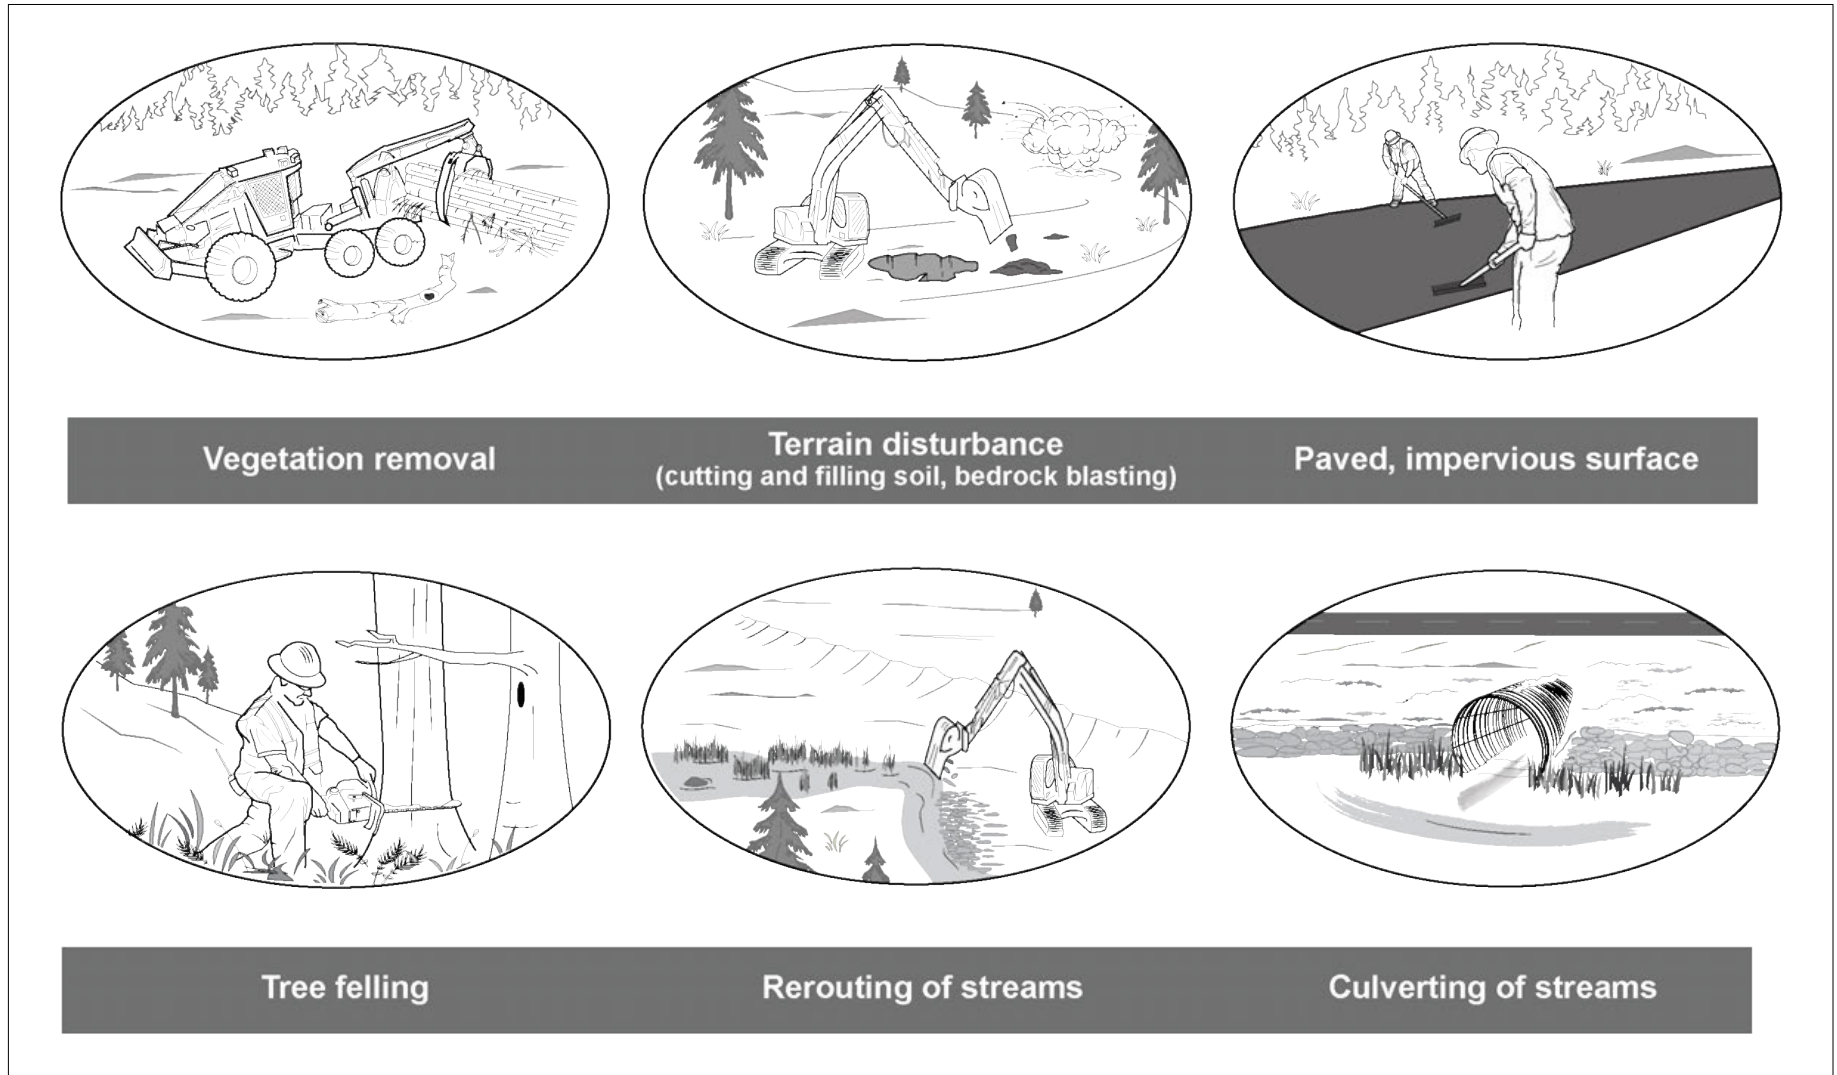 Vegetation removal
Terrain disturbance
(cutting and filling soil, bedrock blasting)
Paved, impervious surface
Tree felling
Rerouting of streams
Culverting of streams